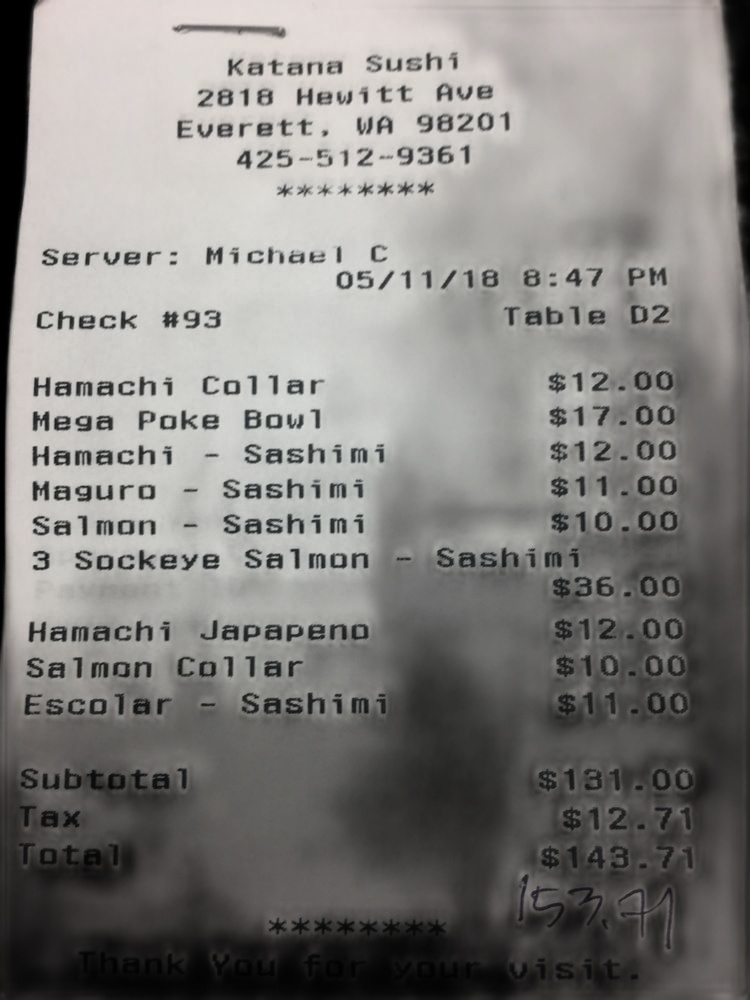 Katana Sushi
2818 Hewitt Ave
Everett, WA 98201
425-512-9361
********
Server: Michael C
05/11/18 8:47 PM
Check #93 Table D2
Hamachi Collar $12.00
Mega Poke Bowl $17.00
Hamachi - Sashimi $12.00
Maguro - Sashimi $11.00
Salmon - Sashimi $10.00
3 Sockeye Salmon - Sashimi
$36.00
Hamachi Japapeno $12.00
Salmon Collar $10.00
Escolar - Sashimi $11.00
Subtotal $131.00
Tax $12.71
Total $143.71
153.71
********
Thank You for your visit.